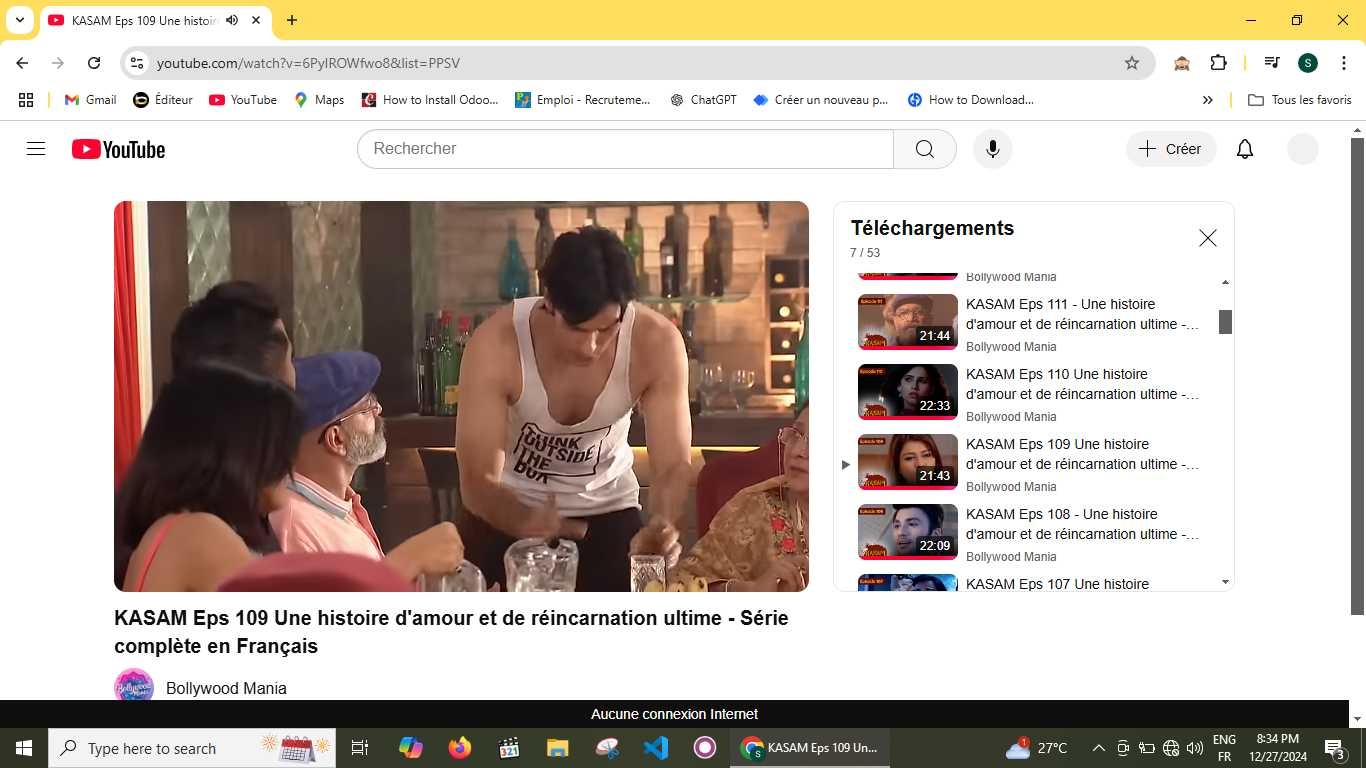 KASAM Eps 109 Une histoir
youtube.com/watch?v=6PylROWfwo8&list=PPSV
S
Gmail
Éditeur
YouTube
Maps
How to Install Odoo...
Emploi - Recruteme...
ChatGPT
Créer un nouveau p...
How to Download...
Tous les favoris
YouTube
Rechercher
Créer
THINK
OUTSIDE
THE
BOX
Téléchargements
7 / 53
Bollywood Mania
KASAM Eps 111 - Une histoire
d'amour et de réincarnation ultime -...
21:44
Bollywood Mania
KASAM Eps 110 Une histoire
d'amour et de réincarnation ultime -...
22:33
Bollywood Mania
KASAM Eps 109 Une histoire
d'amour et de réincarnation ultime -...
21:43
Bollywood Mania
KASAM Eps 108 - Une histoire
d'amour et de réincarnation ultime -...
22:09
Bollywood Mania
KASAM Eps 107 Une histoire
KASAM Eps 109 Une histoire d'amour et de réincarnation ultime - Série
complète en Français
Bollywood Mania
Aucune connexion Internet
Type here to search
KASAM Eps 109 Un...
27°C
ENG
FR
8:34 PM
12/27/2024
3